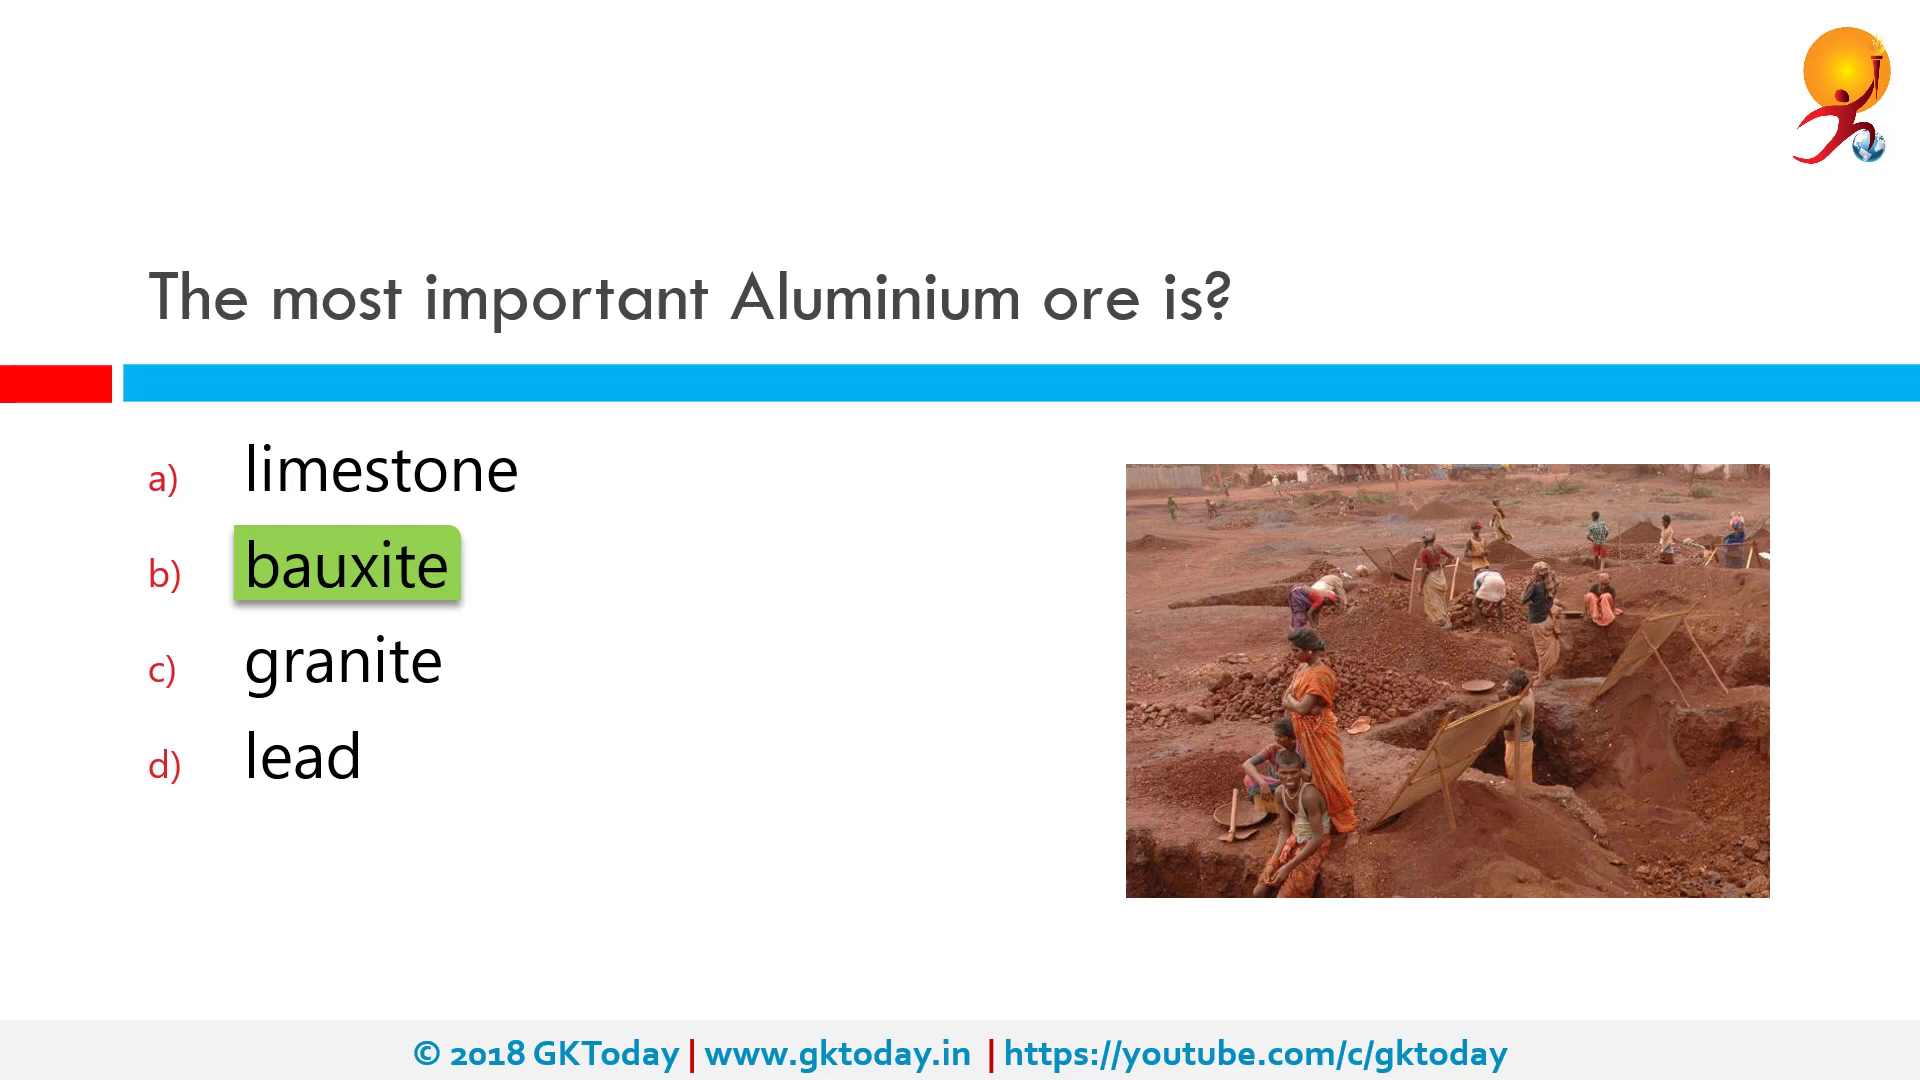 The most important Aluminium ore is?
a) limestone
b) bauxite
c) granite
d) lead
© 2018 GKToday | www.gktoday.in | https://youtube.com/c/gktoday